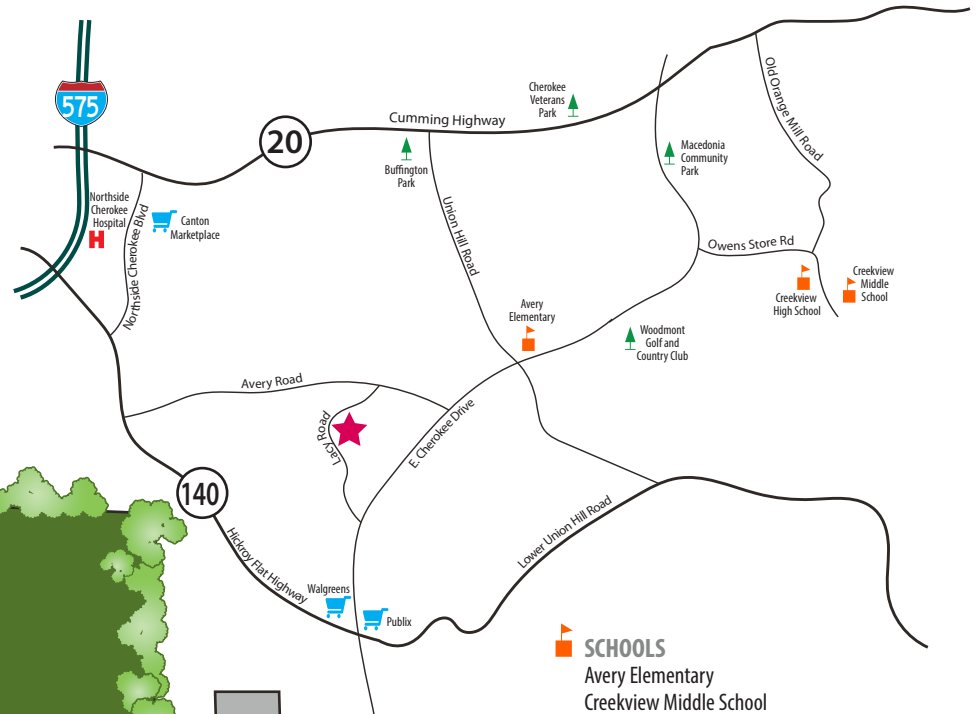 575
20
Cumming Highway
Cherokee
Veterans
Park
Buffington
Park
Macedonia
Community
Park
Old Orange Mill Road
Northside
Cherokee
Hospital
H
Canton
Marketplace
Northside Cherokee Blvd
Union Hill Road
Owens Store Rd
Creekview
High School
Creekview
Middle
School
Avery
Elementary
Woodmont
Golf and
Country Club
Avery Road
Lacy Road
E. Cherokee Drive
140
Hickroy Flat Highway
Lower Union Hill Road
Walgreens
Publix
SCHOOLS
Avery Elementary
Creekview Middle School